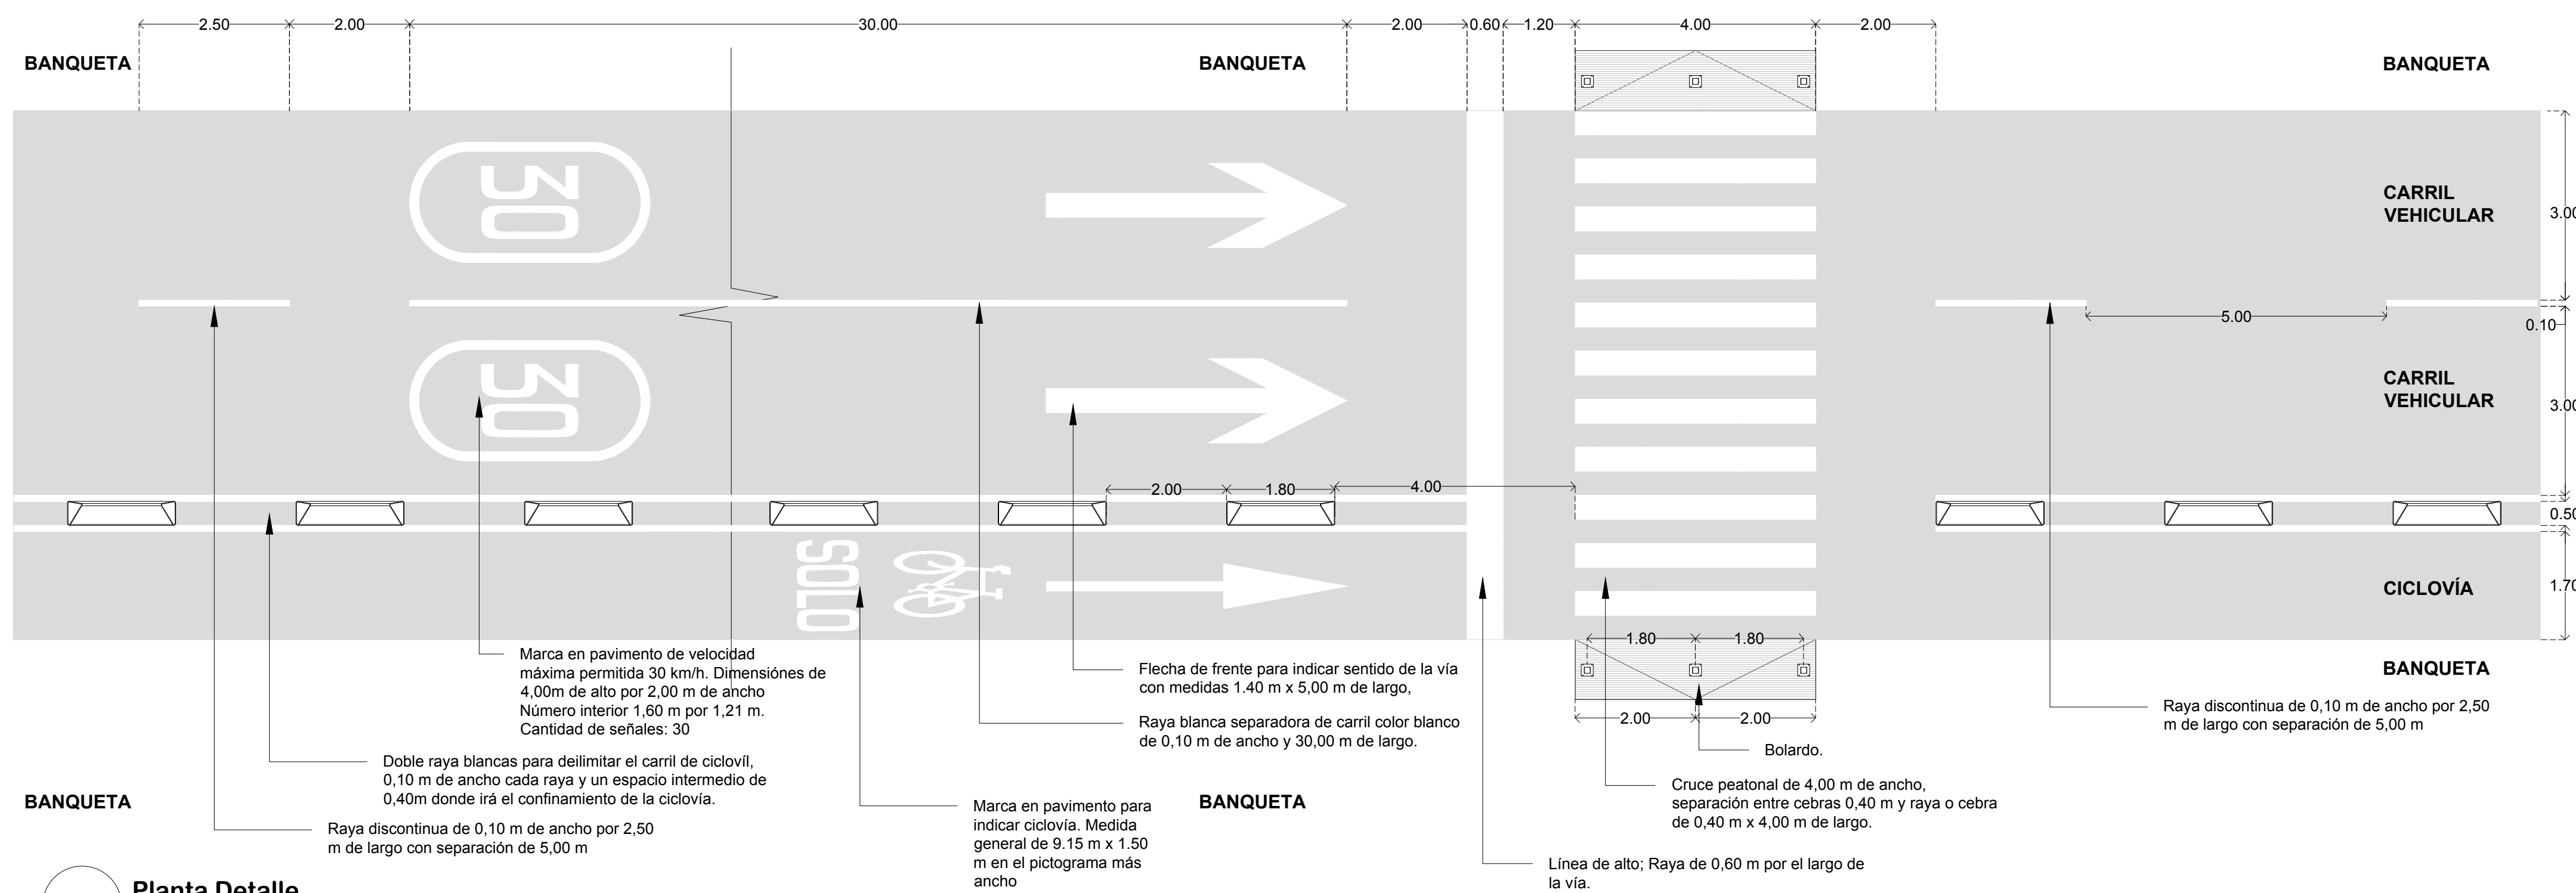 2.50
2.00
30.00
2.00
0.60
1.20
4.00
2.00
BANQUETA
BANQUETA
BANQUETA
30
CARRIL
VEHICULAR
3.00
5.00
0.10
30
CARRIL
VEHICULAR
3.00
2.00
1.80
4.00
0.50
SOLO
CICLOVÍA
1.70
1.80
1.80
BANQUETA
Marca en pavimento de velocidad
máxima permitida 30 km/h. Dimensiónes de
4,00m de alto por 2,00 m de ancho
Número interior 1,60 m por 1,21 m.
Cantidad de señales: 30
Flecha de frente para indicar sentido de la vía
con medidas 1.40 m x 5,00 m de largo,
Raya blanca separadora de carril color blanco
de 0,10 m de ancho y 30,00 m de largo.
2.00
2.00
Raya discontinua de 0,10 m de ancho por 2,50
m de largo con separación de 5,00 m
Bolardo.
Doble raya blancas para deilimitar el carril de ciclovíl,
0,10 m de ancho cada raya y un espacio intermedio de
0,40m donde irá el confinamiento de la ciclovía.
Cruce peatonal de 4,00 m de ancho,
separación entre cebras 0,40 m y raya o cebra
de 0,40 m x 4,00 m de largo.
BANQUETA
BANQUETA
Marca en pavimento para
indicar ciclovía. Medida
general de 9.15 m x 1.50
m en el pictograma más
ancho
Raya discontinua de 0,10 m de ancho por 2,50
m de largo con separación de 5,00 m
Línea de alto; Raya de 0,60 m por el largo de
la vía.
Planta Detalle